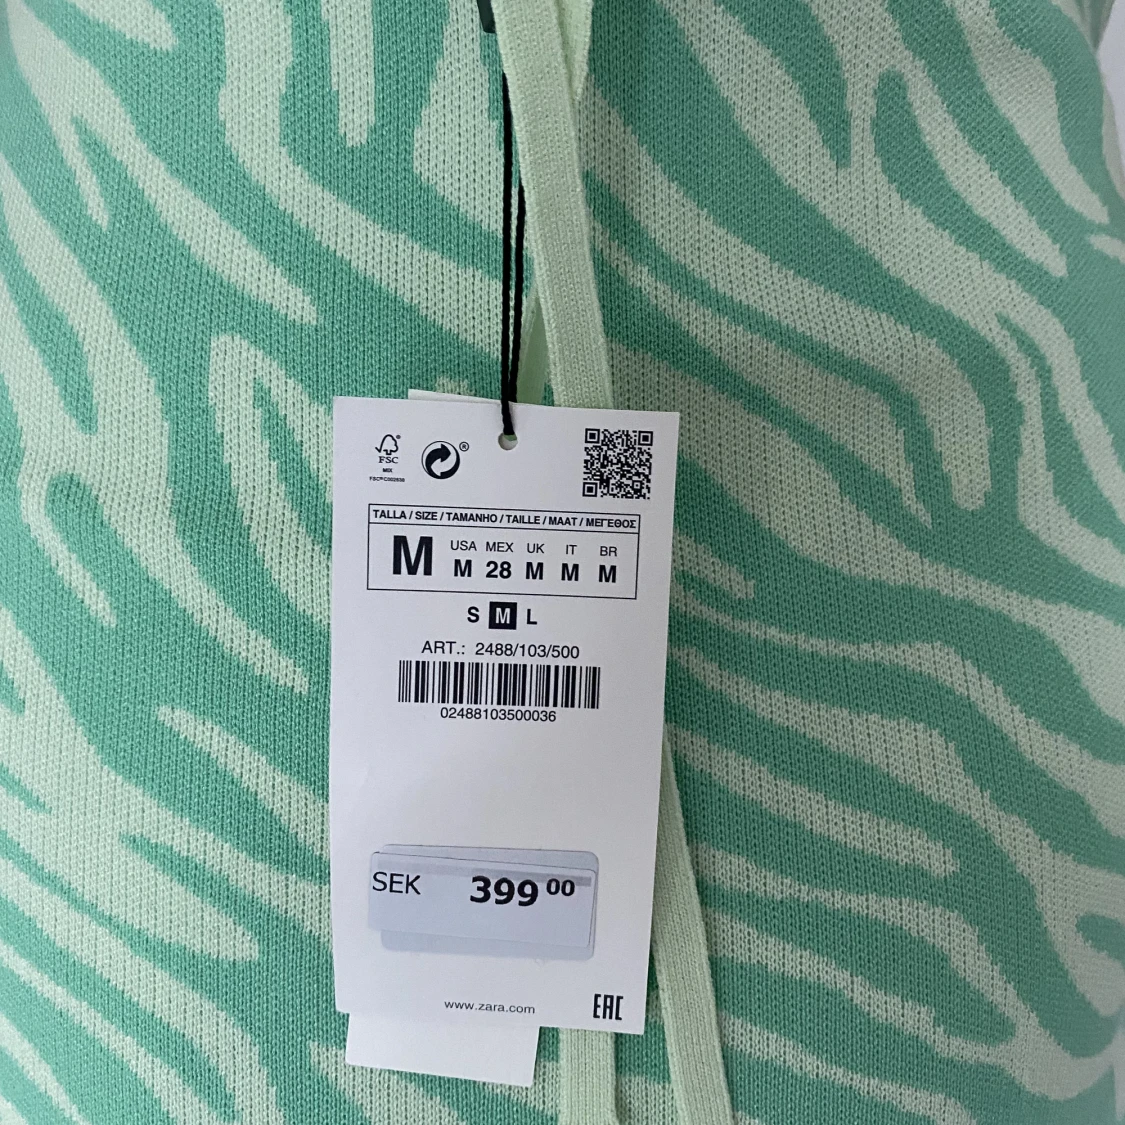 FSC
MIX
TALLA / SIZE / TAMANHO / TAILLE / MAAT / ΜΕΓΕΘΟΣ
M
USA MEX UK IT BR
M 28 M M M
S M L
ART.: 2488/103/500
02488103500036
SEK 399 00
www.zara.com
EAC